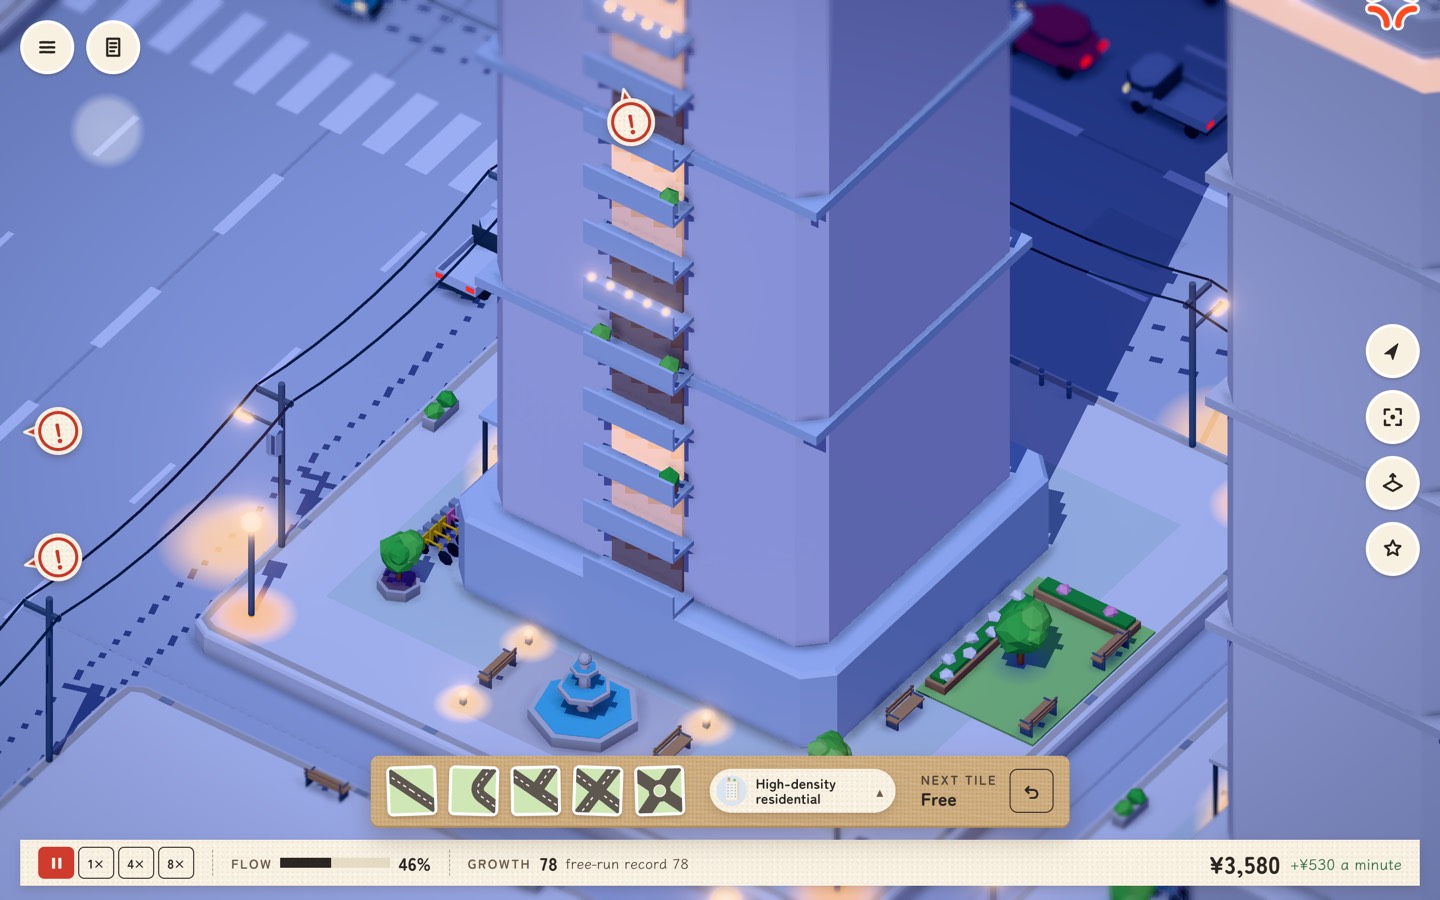 !
!
!
High-density
residential
▲
NEXT TILE
Free
1×
4×
8×
FLOW
46%
GROWTH 78 free-run record 78
¥3,580 +¥530 a minute